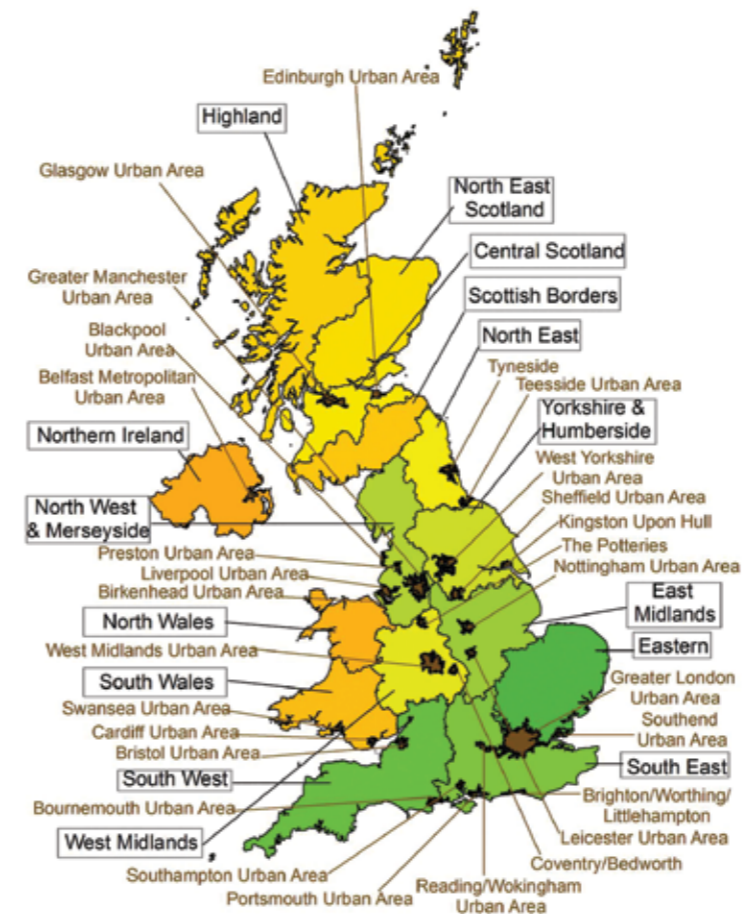 Edinburgh Urban Area
Highland
Glasgow Urban Area
North East
Scotland
Central Scotland
Greater Manchester
Urban Area
Scottish Borders
Blackpool
Urban Area
North East
Tyneside
Belfast Metropolitan
Urban Area
Teesside Urban Area
Yorkshire &
Humberside
Northern Ireland
West Yorkshire
Urban Area
Sheffield Urban Area
North West
& Merseyside
Kingston Upon Hull
The Potteries
Preston Urban Area
Nottingham Urban Area
Liverpool Urban Area
Birkenhead Urban Area
East
Midlands
North Wales
Eastern
West Midlands Urban Area
South Wales
Greater London
Urban Area
Swansea Urban Area
Southend
Urban Area
Cardiff Urban Area
Bristol Urban Area
South East
South West
Brighton/Worthing/
Littlehampton
Bournemouth Urban Area
Leicester Urban Area
West Midlands
Coventry/Bedworth
Southampton Urban Area
Portsmouth Urban Area
Reading/Wokingham
Urban Area